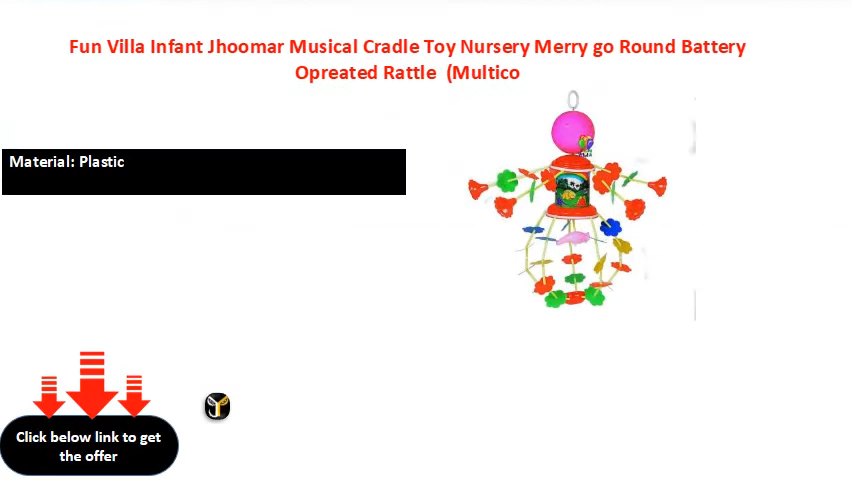 Fun Villa Infant Jhoomar Musical Cradle Toy Nursery Merry go Round Battery
Opreated Rattle  (Multico
Material: Plastic
Click below link to get
the offer